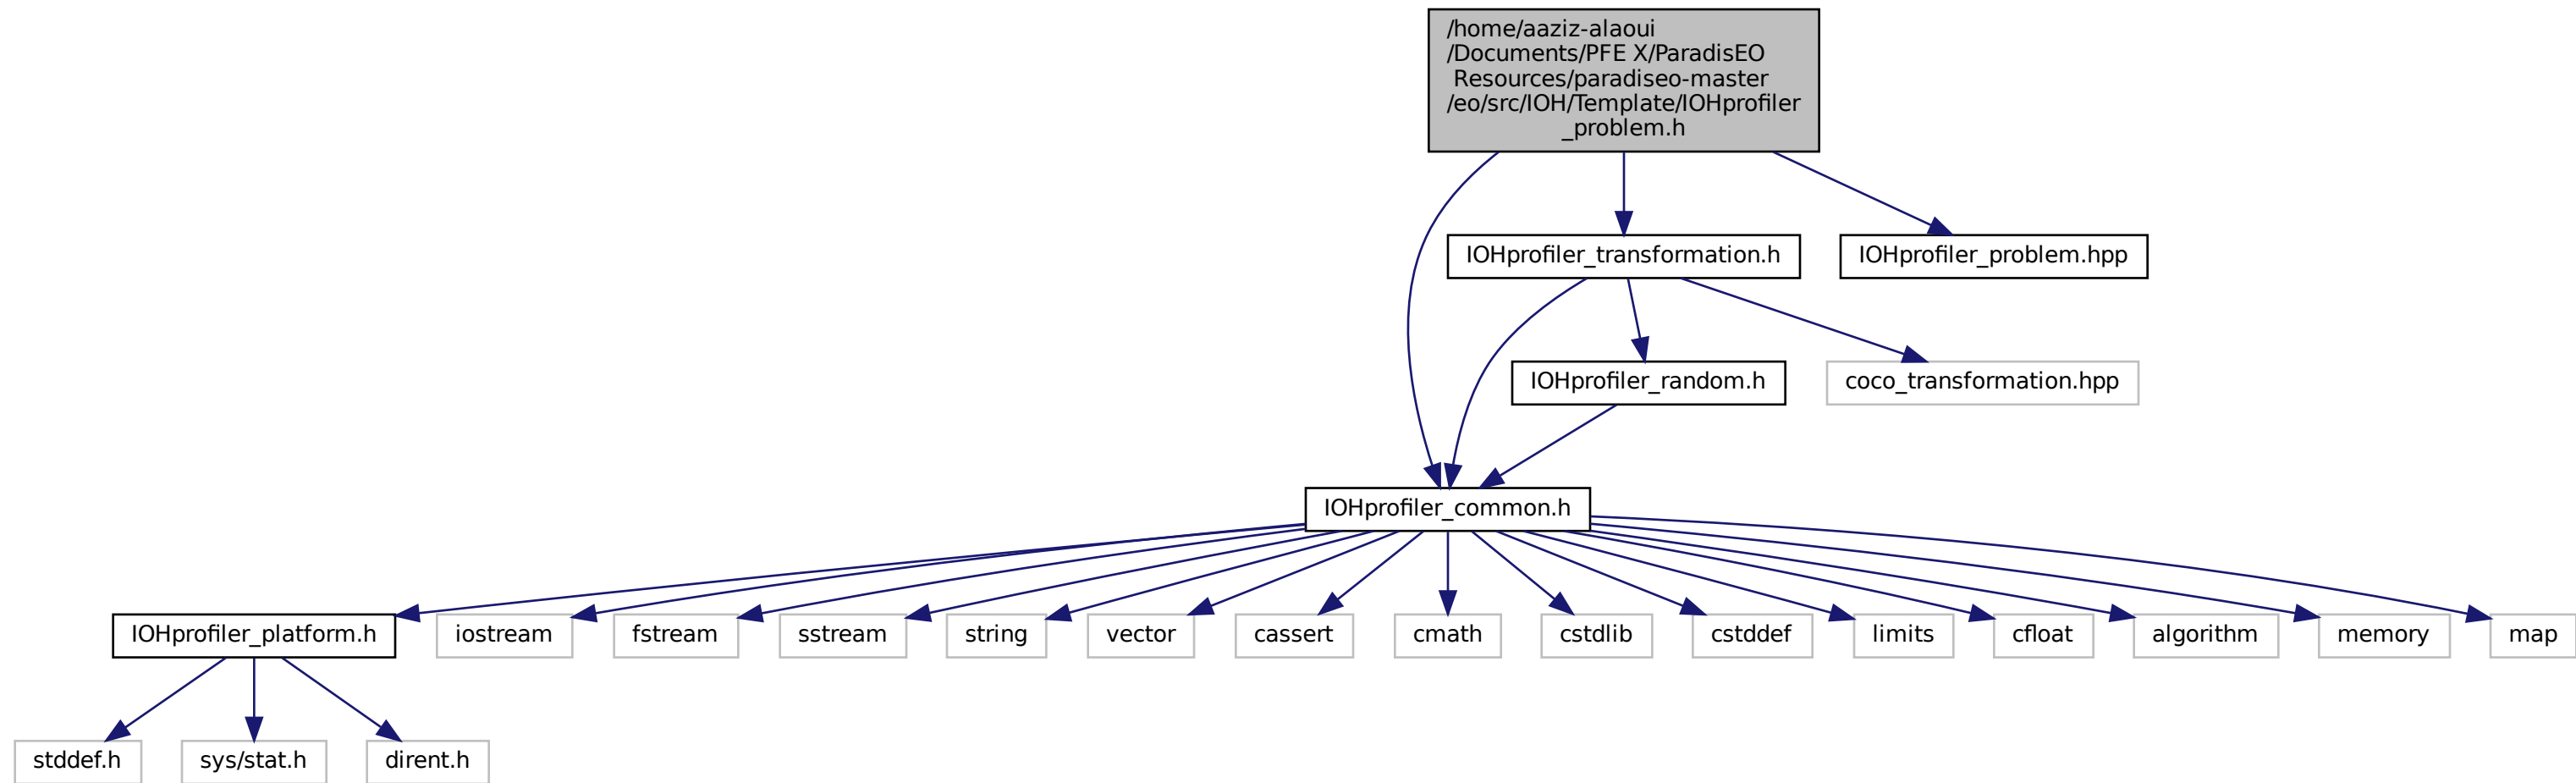 /home/aaziz-alaoui
/Documents/PFE X/ParadisEO
Resources/paradiseo-master
/eo/src/IOH/Template/IOHprofiler
_problem.h
IOHprofiler_transformation.h
IOHprofiler_problem.hpp
IOHprofiler_random.h
coco_transformation.hpp
IOHprofiler_common.h
IOHprofiler_platform.h
iostream
fstream
sstream
string
vector
cassert
cmath
cstdlib
cstddef
limits
cfloat
algorithm
memory
map
stddef.h
sys/stat.h
dirent.h